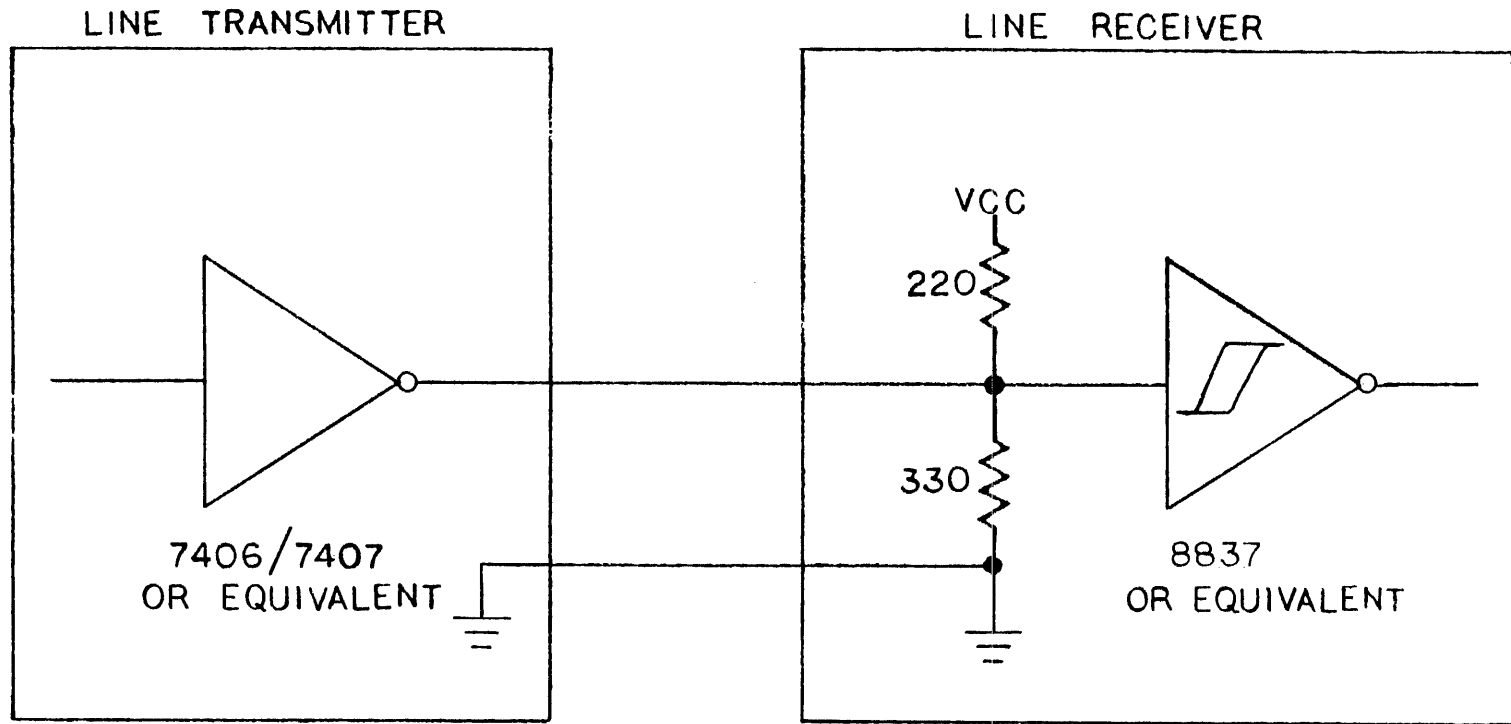 LINE TRANSMITTER
LINE RECEIVER
VCC
220
330
7406/7407
OR EQUIVALENT
8837
OR EQUIVALENT